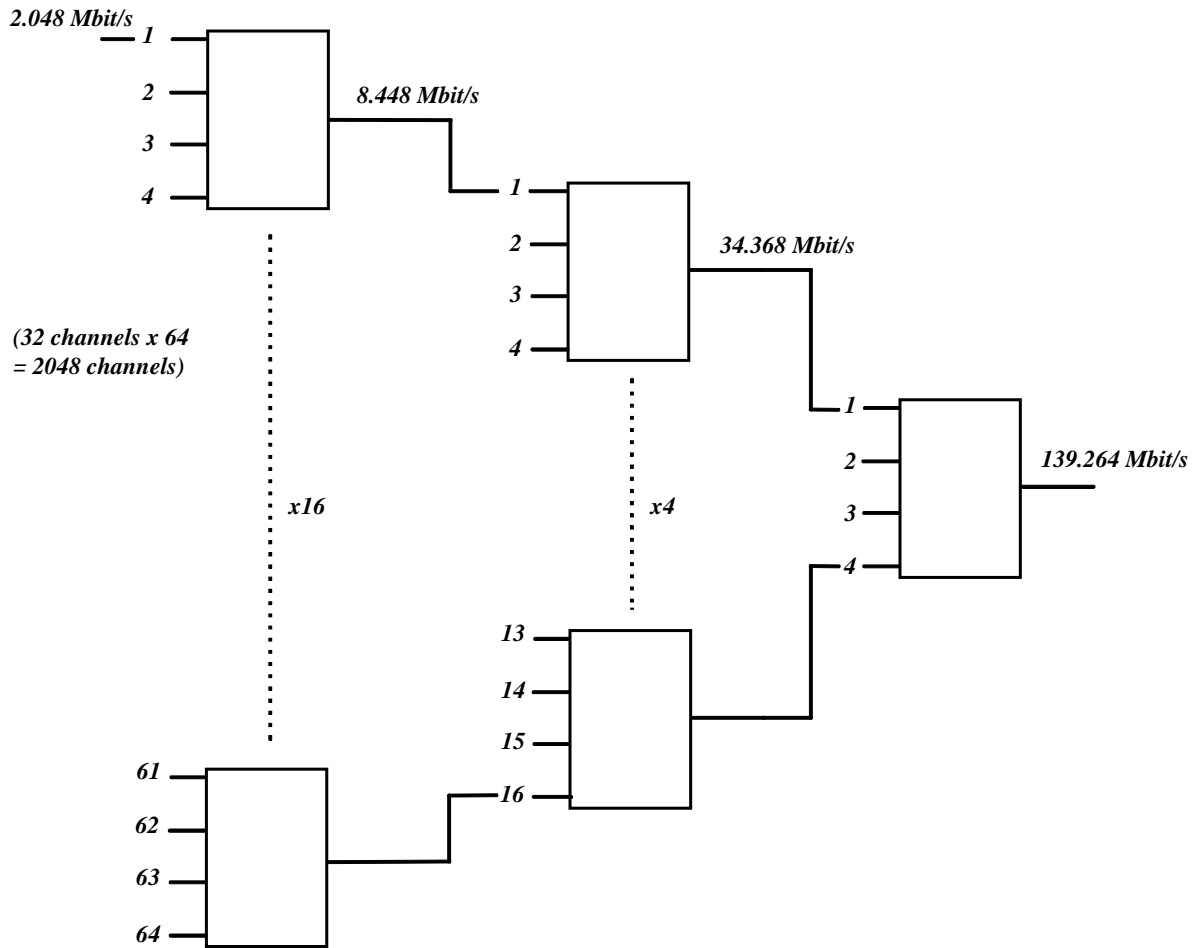 2.048 Mbit/s
1
2
3
4
8.448 Mbit/s
1
2
3
4
34.368 Mbit/s
(32 channels x 64
= 2048 channels)
1
2
3
4
139.264 Mbit/s
x16
x4
13
14
15
16
61
62
63
64